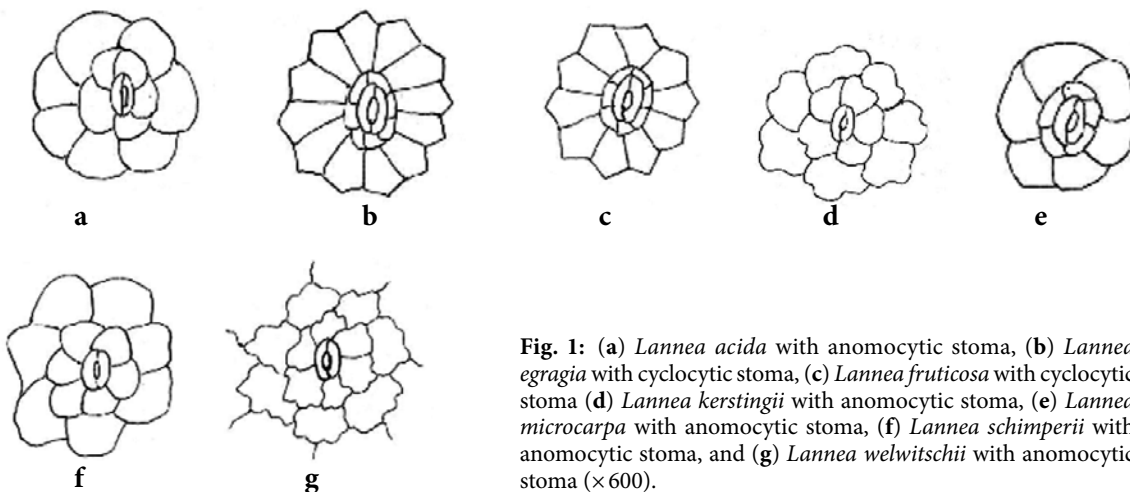 a
b
c
d
e
f
g
Fig. 1: (a) Lannea acida with anomocytic stoma, (b) Lannea
egragia with cyclocytic stoma, (c) Lannea fruticosa with cyclocytic
stoma (d) Lannea kerstingii with anomocytic stoma, (e) Lannea
microcarpa with anomocytic stoma, (f) Lannea schimperii with
anomocytic stoma, and (g) Lannea welwitschii with anomocytic
stoma (×600).